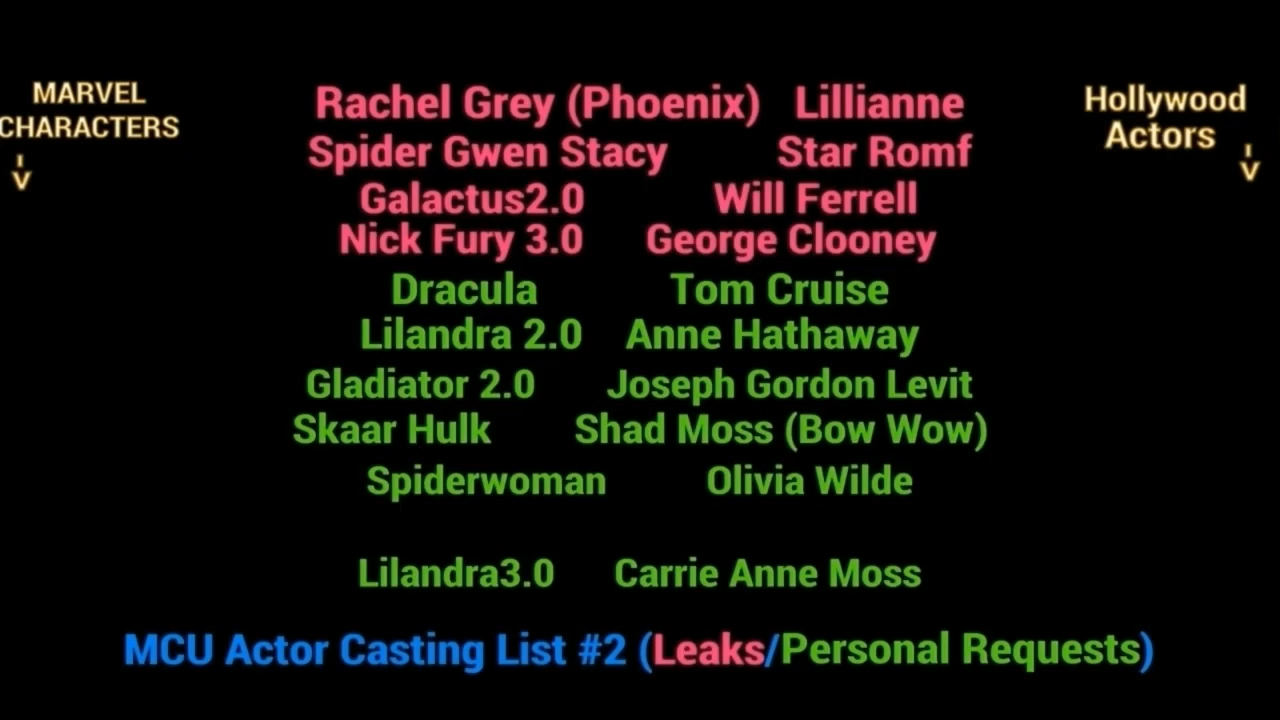 MARVEL
CHARACTERS
Hollywood
Actors
Rachel Grey (Phoenix) Lillianne
Spider Gwen Stacy Star Romf
Galactus2.0 Will Ferrell
Nick Fury 3.0 George Clooney
Dracula Tom Cruise
Lilandra 2.0 Anne Hathaway
Gladiator 2.0 Joseph Gordon Levit
Skaar Hulk Shad Moss (Bow Wow)
Spiderwoman Olivia Wilde
Lilandra3.0 Carrie Anne Moss
MCU Actor Casting List #2 (Leaks/Personal Requests)